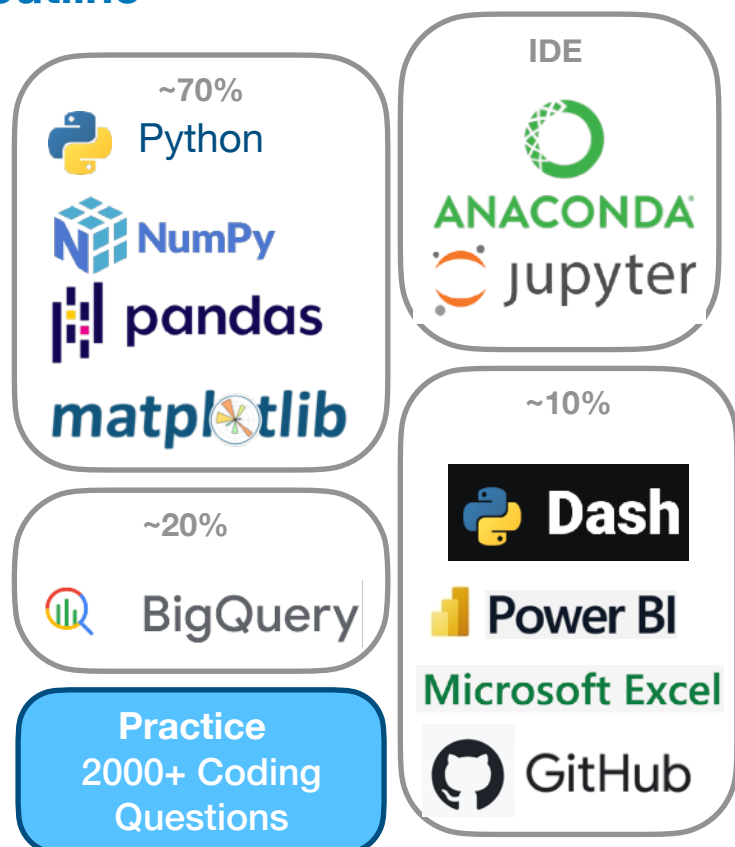 ~70%
Python
NumPy
pandas
matplotlib
~20%
BigQuery
Practice
2000+ Coding
Questions
IDE
ANACONDA
jupyter
~10%
Dash
Power BI
Microsoft Excel
GitHub